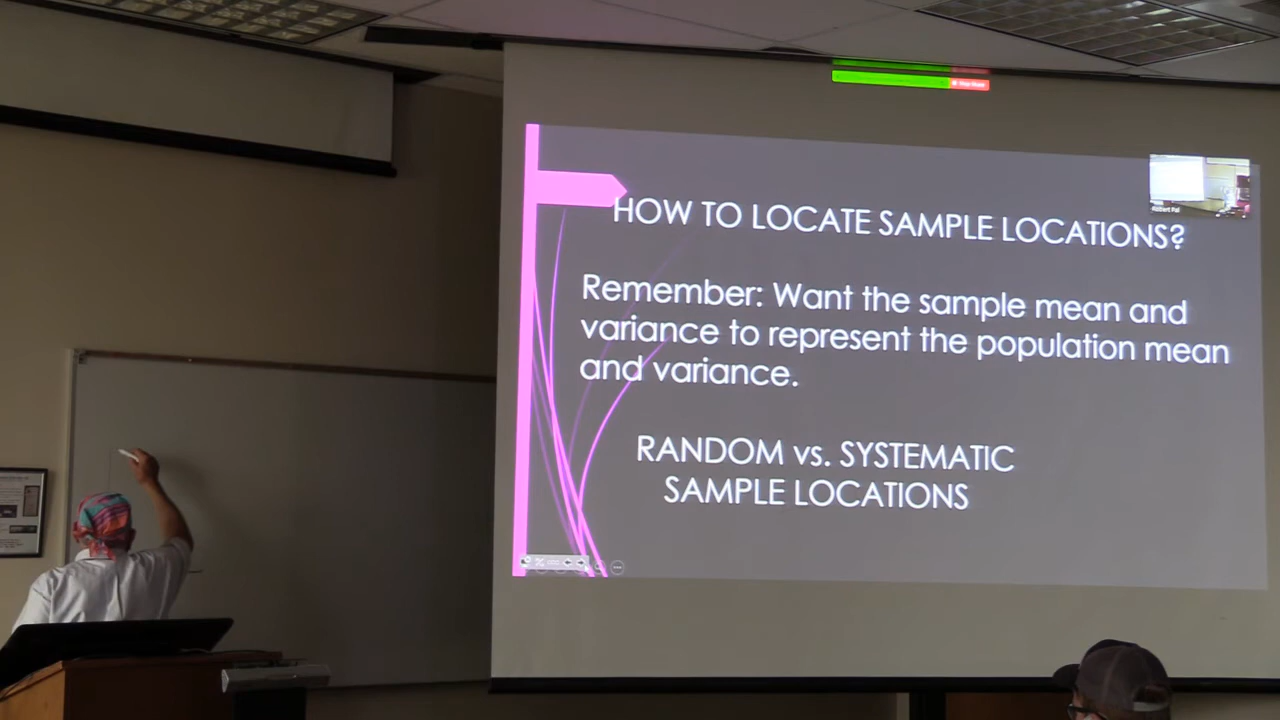 HOW TO LOCATE SAMPLE LOCATIONS?
Remember: Want the sample mean and
variance to represent the population mean
and variance.
RANDOM vs. SYSTEMATIC
SAMPLE LOCATIONS